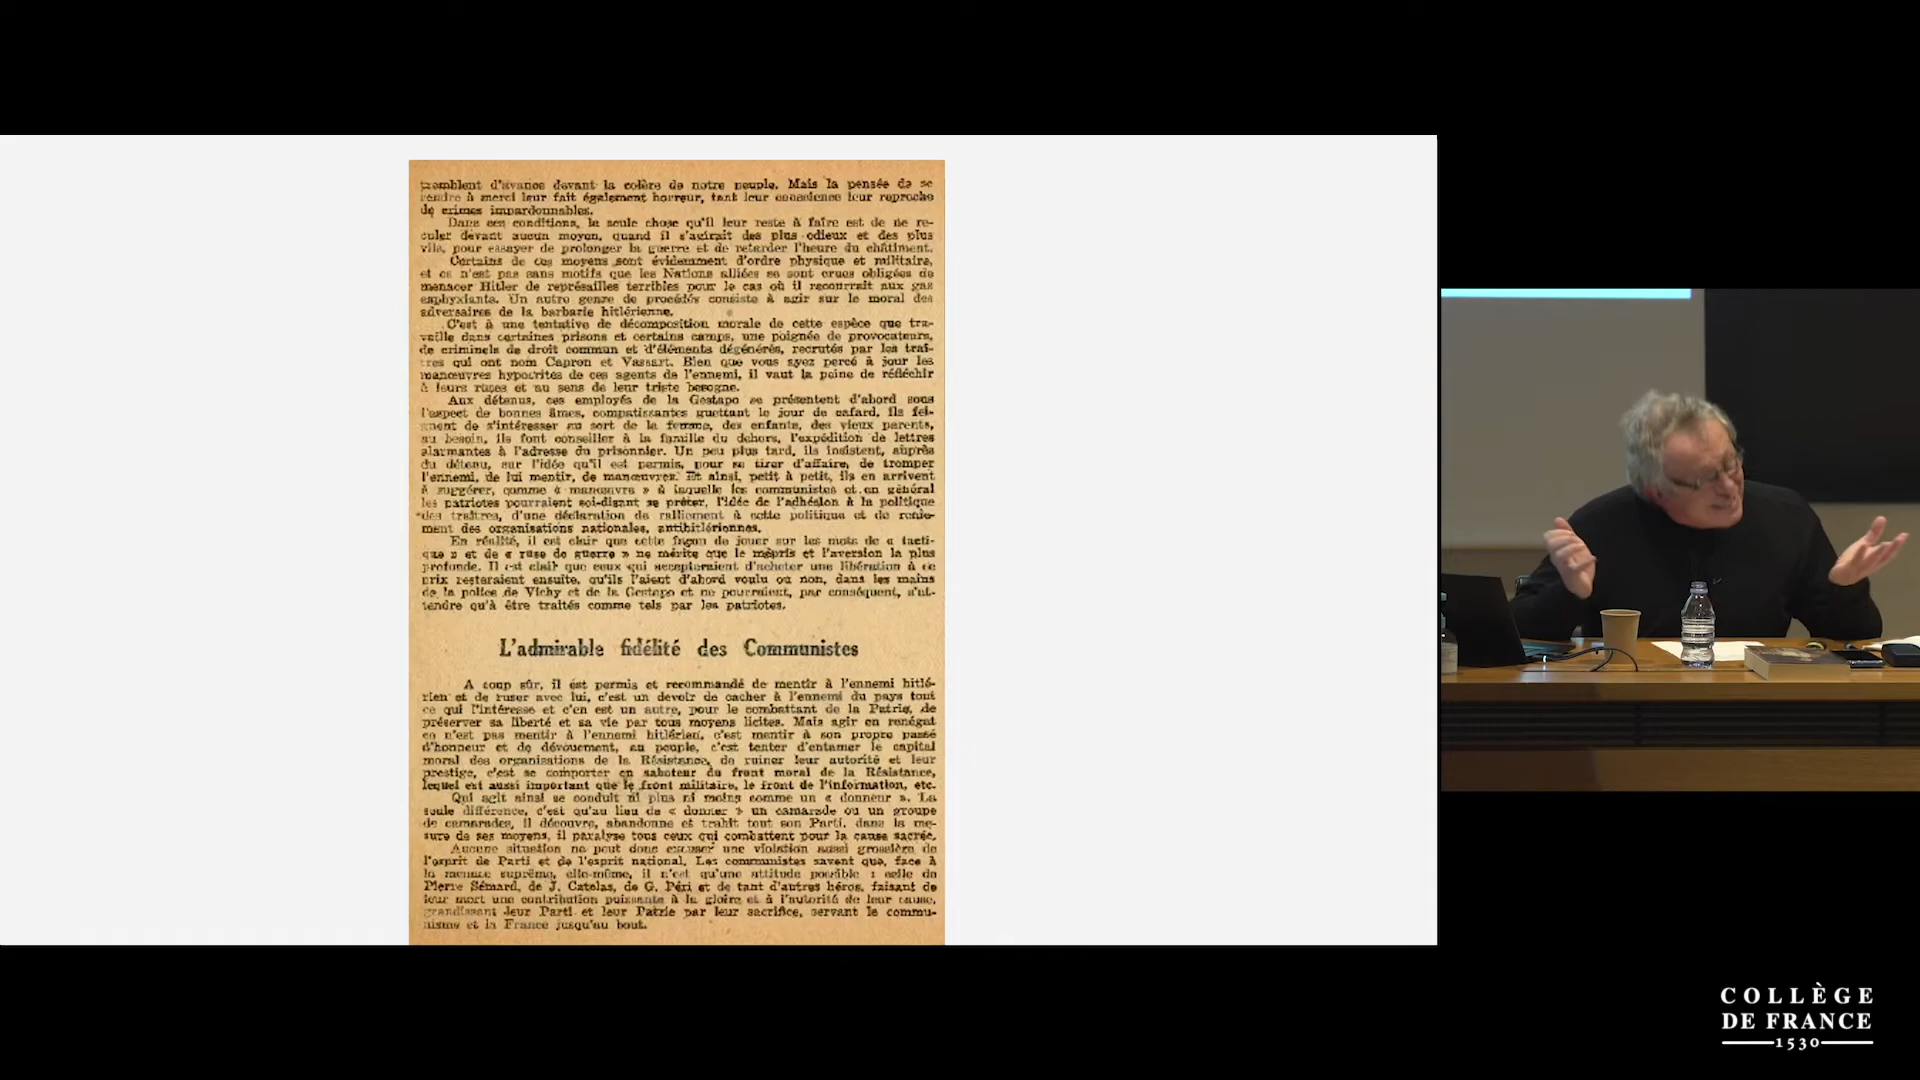 tremblent d'avance devant la colère de notre peuple. Mais la pensée de se
rendre à merci leur fait également horreur, tant leur conscience leur reproche
de crimes impardonnables.
Dans ces conditions, la seule chose qu'il leur reste à faire est de ne re-
culer devant aucun moyen, quand il s'agirait des plus odieux et des plus
vils, pour essayer de prolonger la guerre et de retarder l'heure du châtiment.
Certains de ces moyens sont évidemment d'ordre physique et militaire,
et ce n'est pas sans motifs que les Nations alliées se sont crues obligées de
menacer Hitler de représailles terribles pour le cas où il recourrait aux gaz
asphyxiants. Un autre genre de procédés consiste à agir sur le moral des
adversaires de la barbarie hitlérienne.
C'est à une tentative de décomposition morale de cette espèce que tra-
vaille dans certaines prisons et certains camps, une poignée de provocateurs,
de criminels de droit commun et d'éléments dégénérés, recrutés par les traî-
tres qui ont nom Capron et Vassart. Bien que vous ayez percé à jour les
manœuvres hypocrites de ces agents de l'ennemi, il vaut la peine de réfléchir
à leurs ruses et au sens de leur triste besogne.
Aux détenus, ces employés de la Gestapo se présentent d'abord sous
l'aspect de bonnes âmes, compatissantes guettant le jour de cafard. Ils fei-
gnent de s'intéresser au sort de la femme, des enfants, des vieux parents,
au besoin, ils font conseiller à la famille du dehors, l'expédition de lettres
alarmantes à l'adresse du prisonnier. Un peu plus tard, ils insistent, auprès
du détenu, sur l'idée qu'il est permis, pour se tirer d'affaire, de tromper
l'ennemi, de lui mentir, de manœuvrer. Et ainsi, petit à petit, ils en arrivent
à suggérer, comme « manœuvre » à laquelle les communistes et en général
les patriotes pourraient soi-disant se prêter, l'idée de l'adhésion à la politique
des traîtres, d'une déclaration de ralliement à cette politique et de renie-
ment des organisations nationales, antihitlériennes.
En réalité, il est clair que cette façon de jouer sur les mots de « tacti-
que » et de « ruse de guerre » ne mérite que le mépris et l'aversion la plus
profonde. Il est clair que ceux qui accepteraient d'acheter une libération à ce
prix resteraient ensuite, qu'ils l'aient d'abord voulu ou non, dans les mains
de la police de Vichy et de la Gestapo et ne pourraient, par conséquent, s'at-
tendre qu'à être traités comme tels par les patriotes.
L'admirable fidélité des Communistes
A coup sûr, il est permis et recommandé de mentir à l'ennemi hitlé-
rien et de ruser avec lui, c'est un devoir de cacher à l'ennemi du pays tout
ce qui l'intéresse et c'en est un autre, pour le combattant de la Patrie, de
préserver sa liberté et sa vie par tous moyens licites. Mais agir en renégat
ce n'est pas mentir à l'ennemi hitlérien, c'est mentir à son propre passé
d'honneur et de dévouement, au peuple, c'est tenter d'entamer le capital
moral des organisations de la Résistance, de ruiner leur autorité et leur
prestige, c'est se comporter en saboteur du front moral de la Résistance,
lequel est aussi important que le front militaire, le front de l'information, etc.
Qui agit ainsi se conduit ni plus ni moins comme un « donneur ». La
seule différence, c'est qu'au lieu de « donner » un camarade ou un groupe
de camarades, il découvre, abandonne et trahit tout son Parti, dans la me-
sure de ses moyens, il paralyse tous ceux qui combattent pour la cause sacrée.
Aucune situation ne peut donc excuser une violation aussi grossière de
l'esprit de Parti et de l'esprit national. Les communistes savent que, face à
la menace suprême, elle-même, il n'est qu'une attitude possible : celle de
Pierre Sémard, de J. Catelas, de G. Péri et de tant d'autres héros, faisant de
leur mort une contribution puissante à la gloire et à l'autorité de leur cause,
grandissant leur Parti et leur Patrie par leur sacrifice, servant le commu-
nisme et la France jusqu'au bout.
COLLÈGE
DE FRANCE
1530